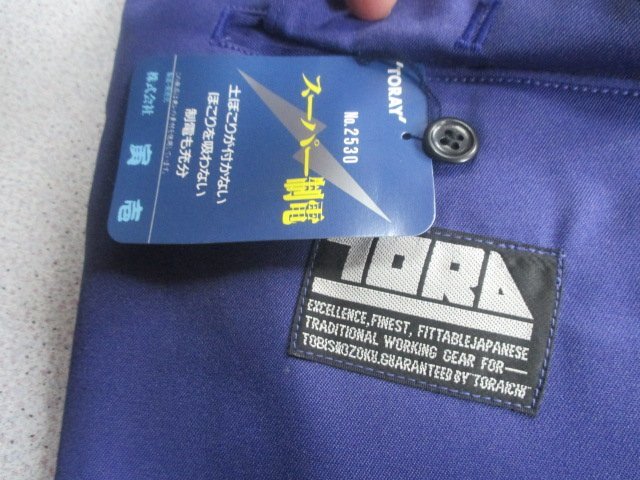 "TORAY"
No.2530
スーパー制電
土ぼこりが付かない
ほこりを吸わない
制電も充分
株式会社 寅壱
TORA
EXCELLENCE,FINEST, FITTABLEJAPANESE
TRADITIONAL WORKING GEAR FOR
TOBISHOZOKU.GUARANTEED BY TORAICHI